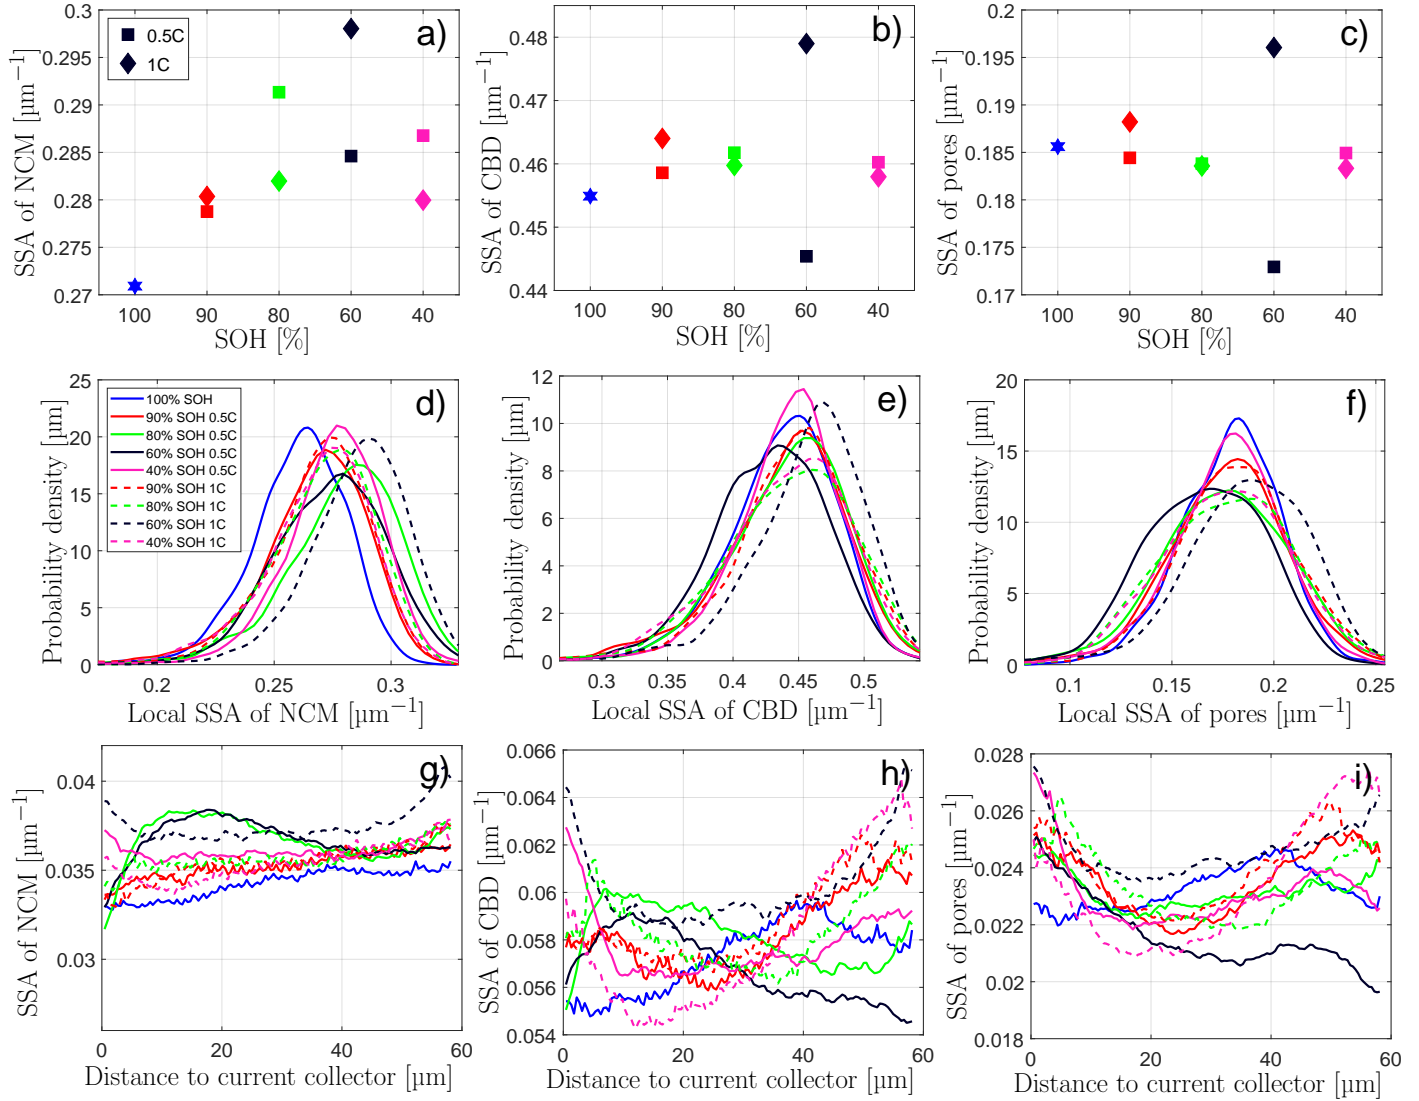 a)
0.5C
1C
SSA of NCM [µm⁻¹]
0.3
0.295
0.29
0.285
0.28
0.275
0.27
100 90 80 60 40
SOH [%]
b)
SSA of CBD [µm⁻¹]
0.48
0.47
0.46
0.45
0.44
100 90 80 60 40
SOH [%]
c)
SSA of pores [µm⁻¹]
0.2
0.195
0.19
0.185
0.18
0.175
0.17
100 90 80 60 40
SOH [%]
d)
100% SOH
90% SOH 0.5C
80% SOH 0.5C
60% SOH 0.5C
40% SOH 0.5C
90% SOH 1C
80% SOH 1C
60% SOH 1C
40% SOH 1C
Probability density [µm]
25
20
15
10
5
0
0.2 0.25 0.3
Local SSA of NCM [µm⁻¹]
e)
Probability density [µm]
12
10
8
6
4
2
0
0.3 0.35 0.4 0.45 0.5
Local SSA of CBD [µm⁻¹]
f)
Probability density [µm]
20
15
10
5
0
0.1 0.15 0.2 0.25
Local SSA of pores [µm⁻¹]
g)
SSA of NCM [µm⁻¹]
0.04
0.035
0.03
0 20 40 60
Distance to current collector [µm]
h)
SSA of CBD [µm⁻¹]
0.066
0.064
0.062
0.06
0.058
0.056
0.054
0 20 40 60
Distance to current collector [µm]
i)
SSA of pores [µm⁻¹]
0.028
0.026
0.024
0.022
0.02
0.018
0 20 40 60
Distance to current collector [µm]